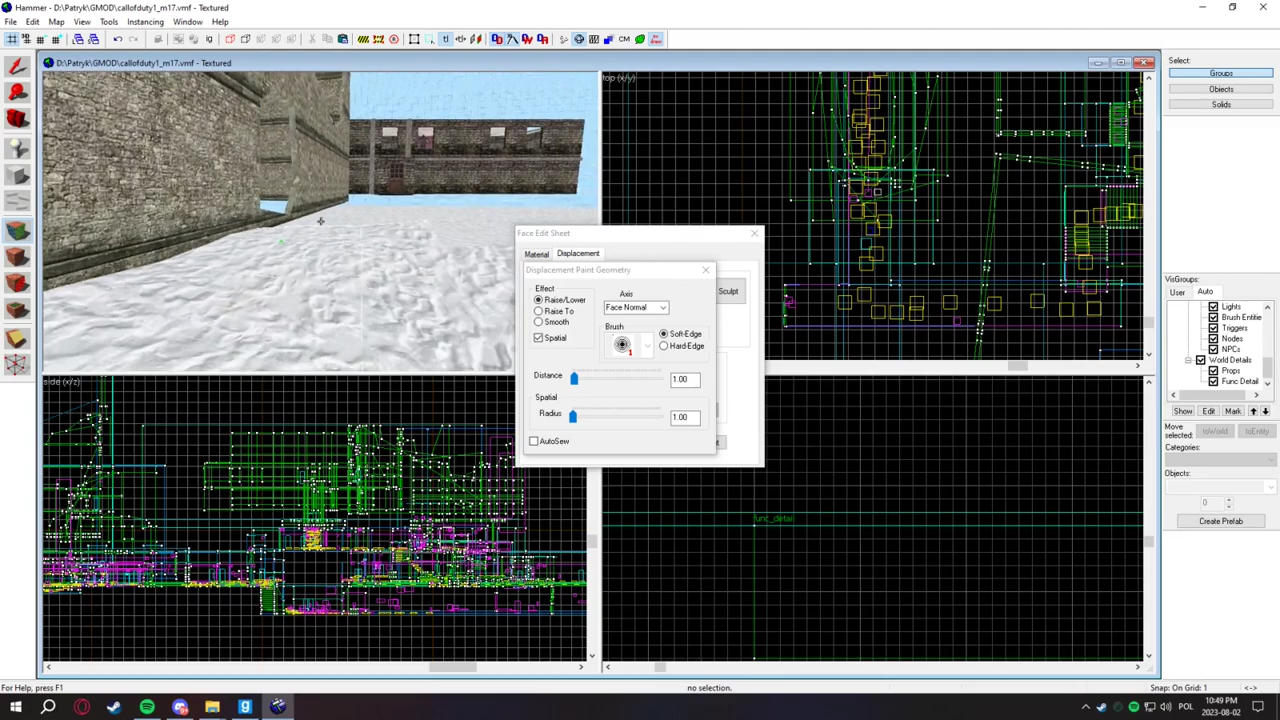 Hammer - D:\Patryk\GMOD\callofduty1_m17.vmf - Textured
File Edit Map View Tools Instancing Window Help
D:\Patryk\GMOD\callofduty1_m17.vmf - Textured
top (x/y)
side (x/z)
func_detail
Face Edit Sheet
Material Displacement
Displacement Paint Geometry
Sculpt
Effect
Raise/Lower
Raise To
Smooth
Spatial
Axis
Face Normal
Brush
1
Soft-Edge
Hard-Edge
Distance 1.00
Spatial
Radius 1.00
AutoSew
Select:
Groups
Objects
Solids
VisGroups:
User Auto
Lights
Brush Entitie
Triggers
Nodes
NPCs
World Details
Props
Func Detail
Show Edit Mark
Move selected:
toWorld toEntity
Categories:
Objects:
0
Create Prefab
For Help, press F1
no selection.
Snap: On Grid: 1 <->
POL
10:49 PM
2023-08-02